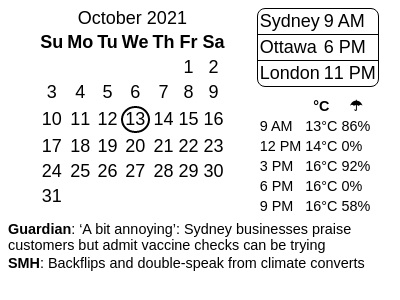 October 2021
Su Mo Tu We Th Fr Sa
1 2
3 4 5 6 7 8 9
10 11 12 13 14 15 16
17 18 19 20 21 22 23
24 25 26 27 28 29 30
31
Sydney 9 AM
Ottawa 6 PM
London 11 PM
°C ☂
9 AM 13°C 86%
12 PM 14°C 0%
3 PM 16°C 92%
6 PM 16°C 0%
9 PM 16°C 58%
Guardian: ‘A bit annoying’: Sydney businesses praise
customers but admit vaccine checks can be trying
SMH: Backflips and double-speak from climate converts